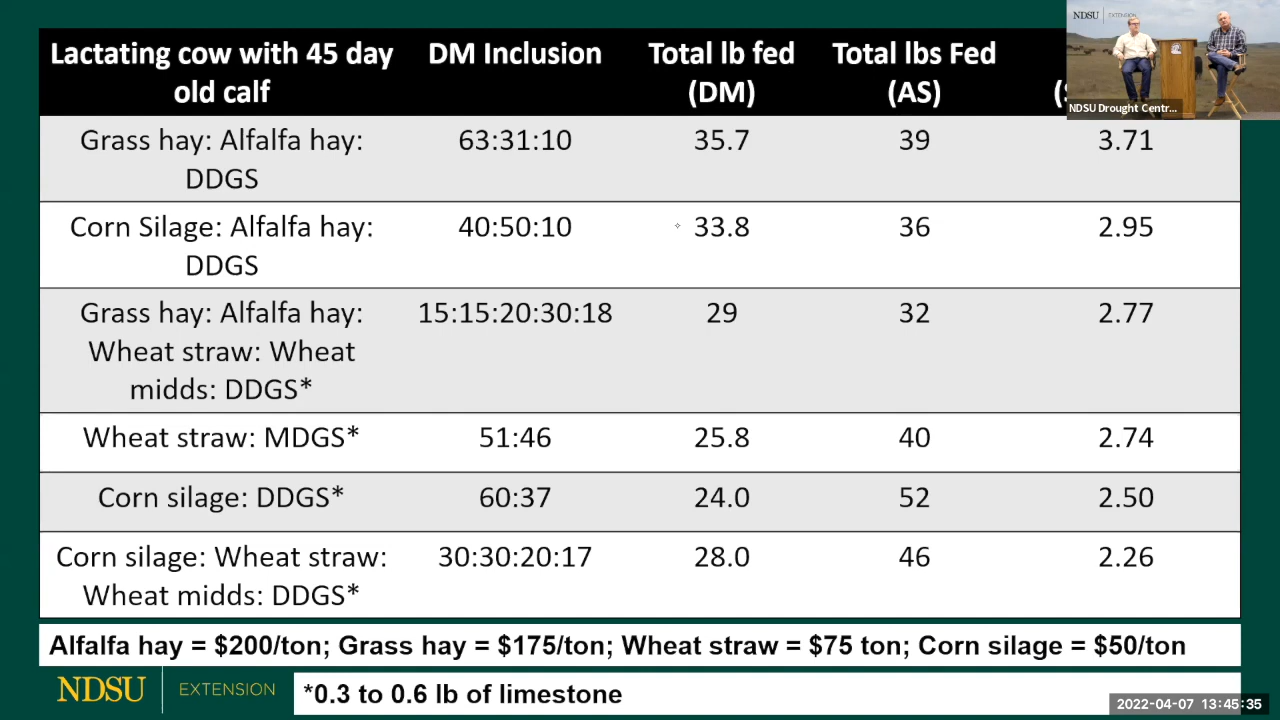 Lactating cow with 45 day
old calf
DM Inclusion
Total lb fed
(DM)
Total lbs Fed
(AS)
NDSU EXTENSION
NDSU Drought Centr...
Grass hay: Alfalfa hay:
DDGS
63:31:10
35.7
39
3.71
Corn Silage: Alfalfa hay:
DDGS
40:50:10
33.8
36
2.95
Grass hay: Alfalfa hay:
Wheat straw: Wheat
midds: DDGS*
15:15:20:30:18
29
32
2.77
Wheat straw: MDGS*
51:46
25.8
40
2.74
Corn silage: DDGS*
60:37
24.0
52
2.50
Corn silage: Wheat straw:
Wheat midds: DDGS*
30:30:20:17
28.0
46
2.26
Alfalfa hay = $200/ton; Grass hay = $175/ton; Wheat straw = $75 ton; Corn silage = $50/ton
NDSU EXTENSION
*0.3 to 0.6 lb of limestone
2022-04-07 13:45:35